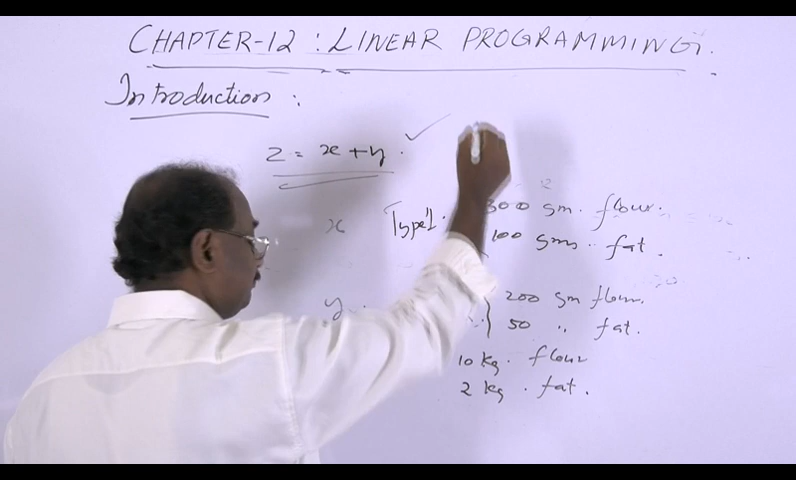 CHAPTER-12 : LINEAR PROGRAMMING.
Introduction :
Z = x + y .
x Type1. 300 gm. flour.
100 gms. fat.
y. 200 gm flour.
50 " fat.
10 kg. flour
2 kg. fat.